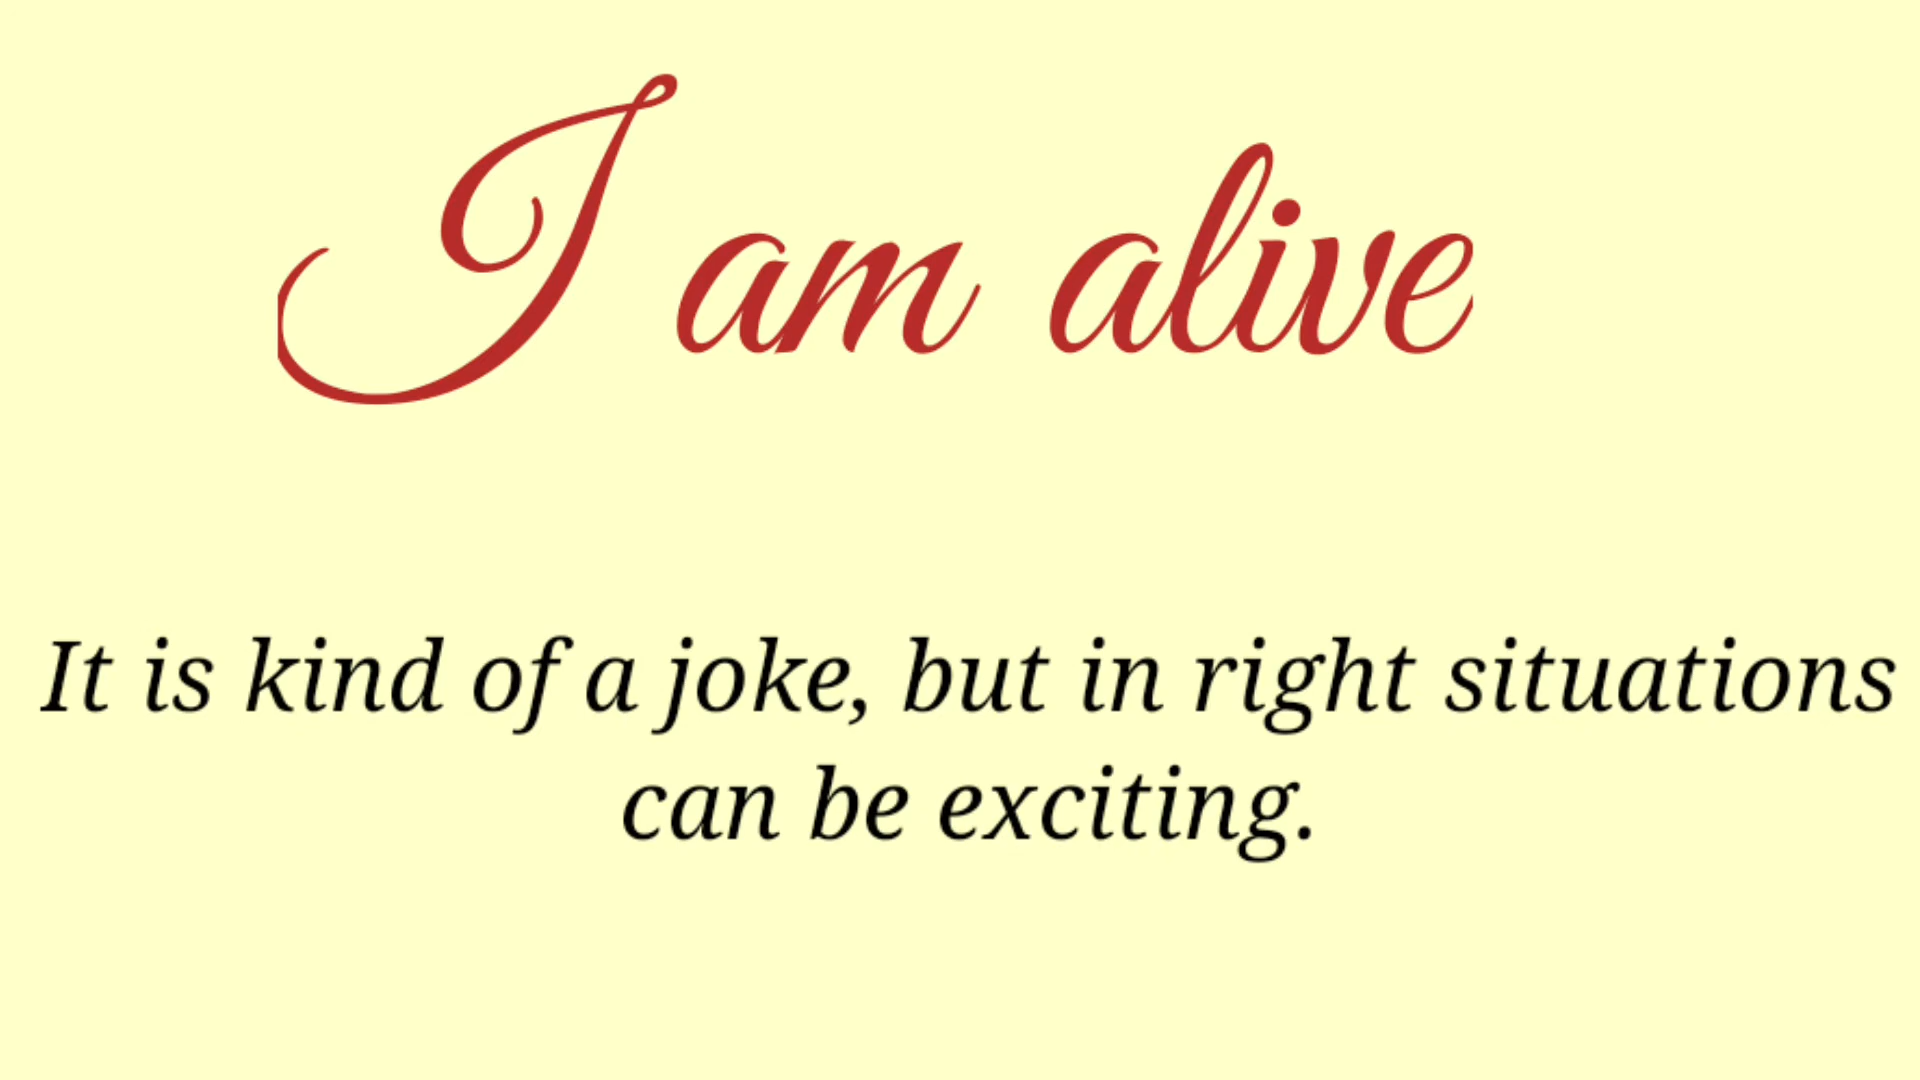 I am alive
It is kind of a joke, but in right situations
can be exciting.